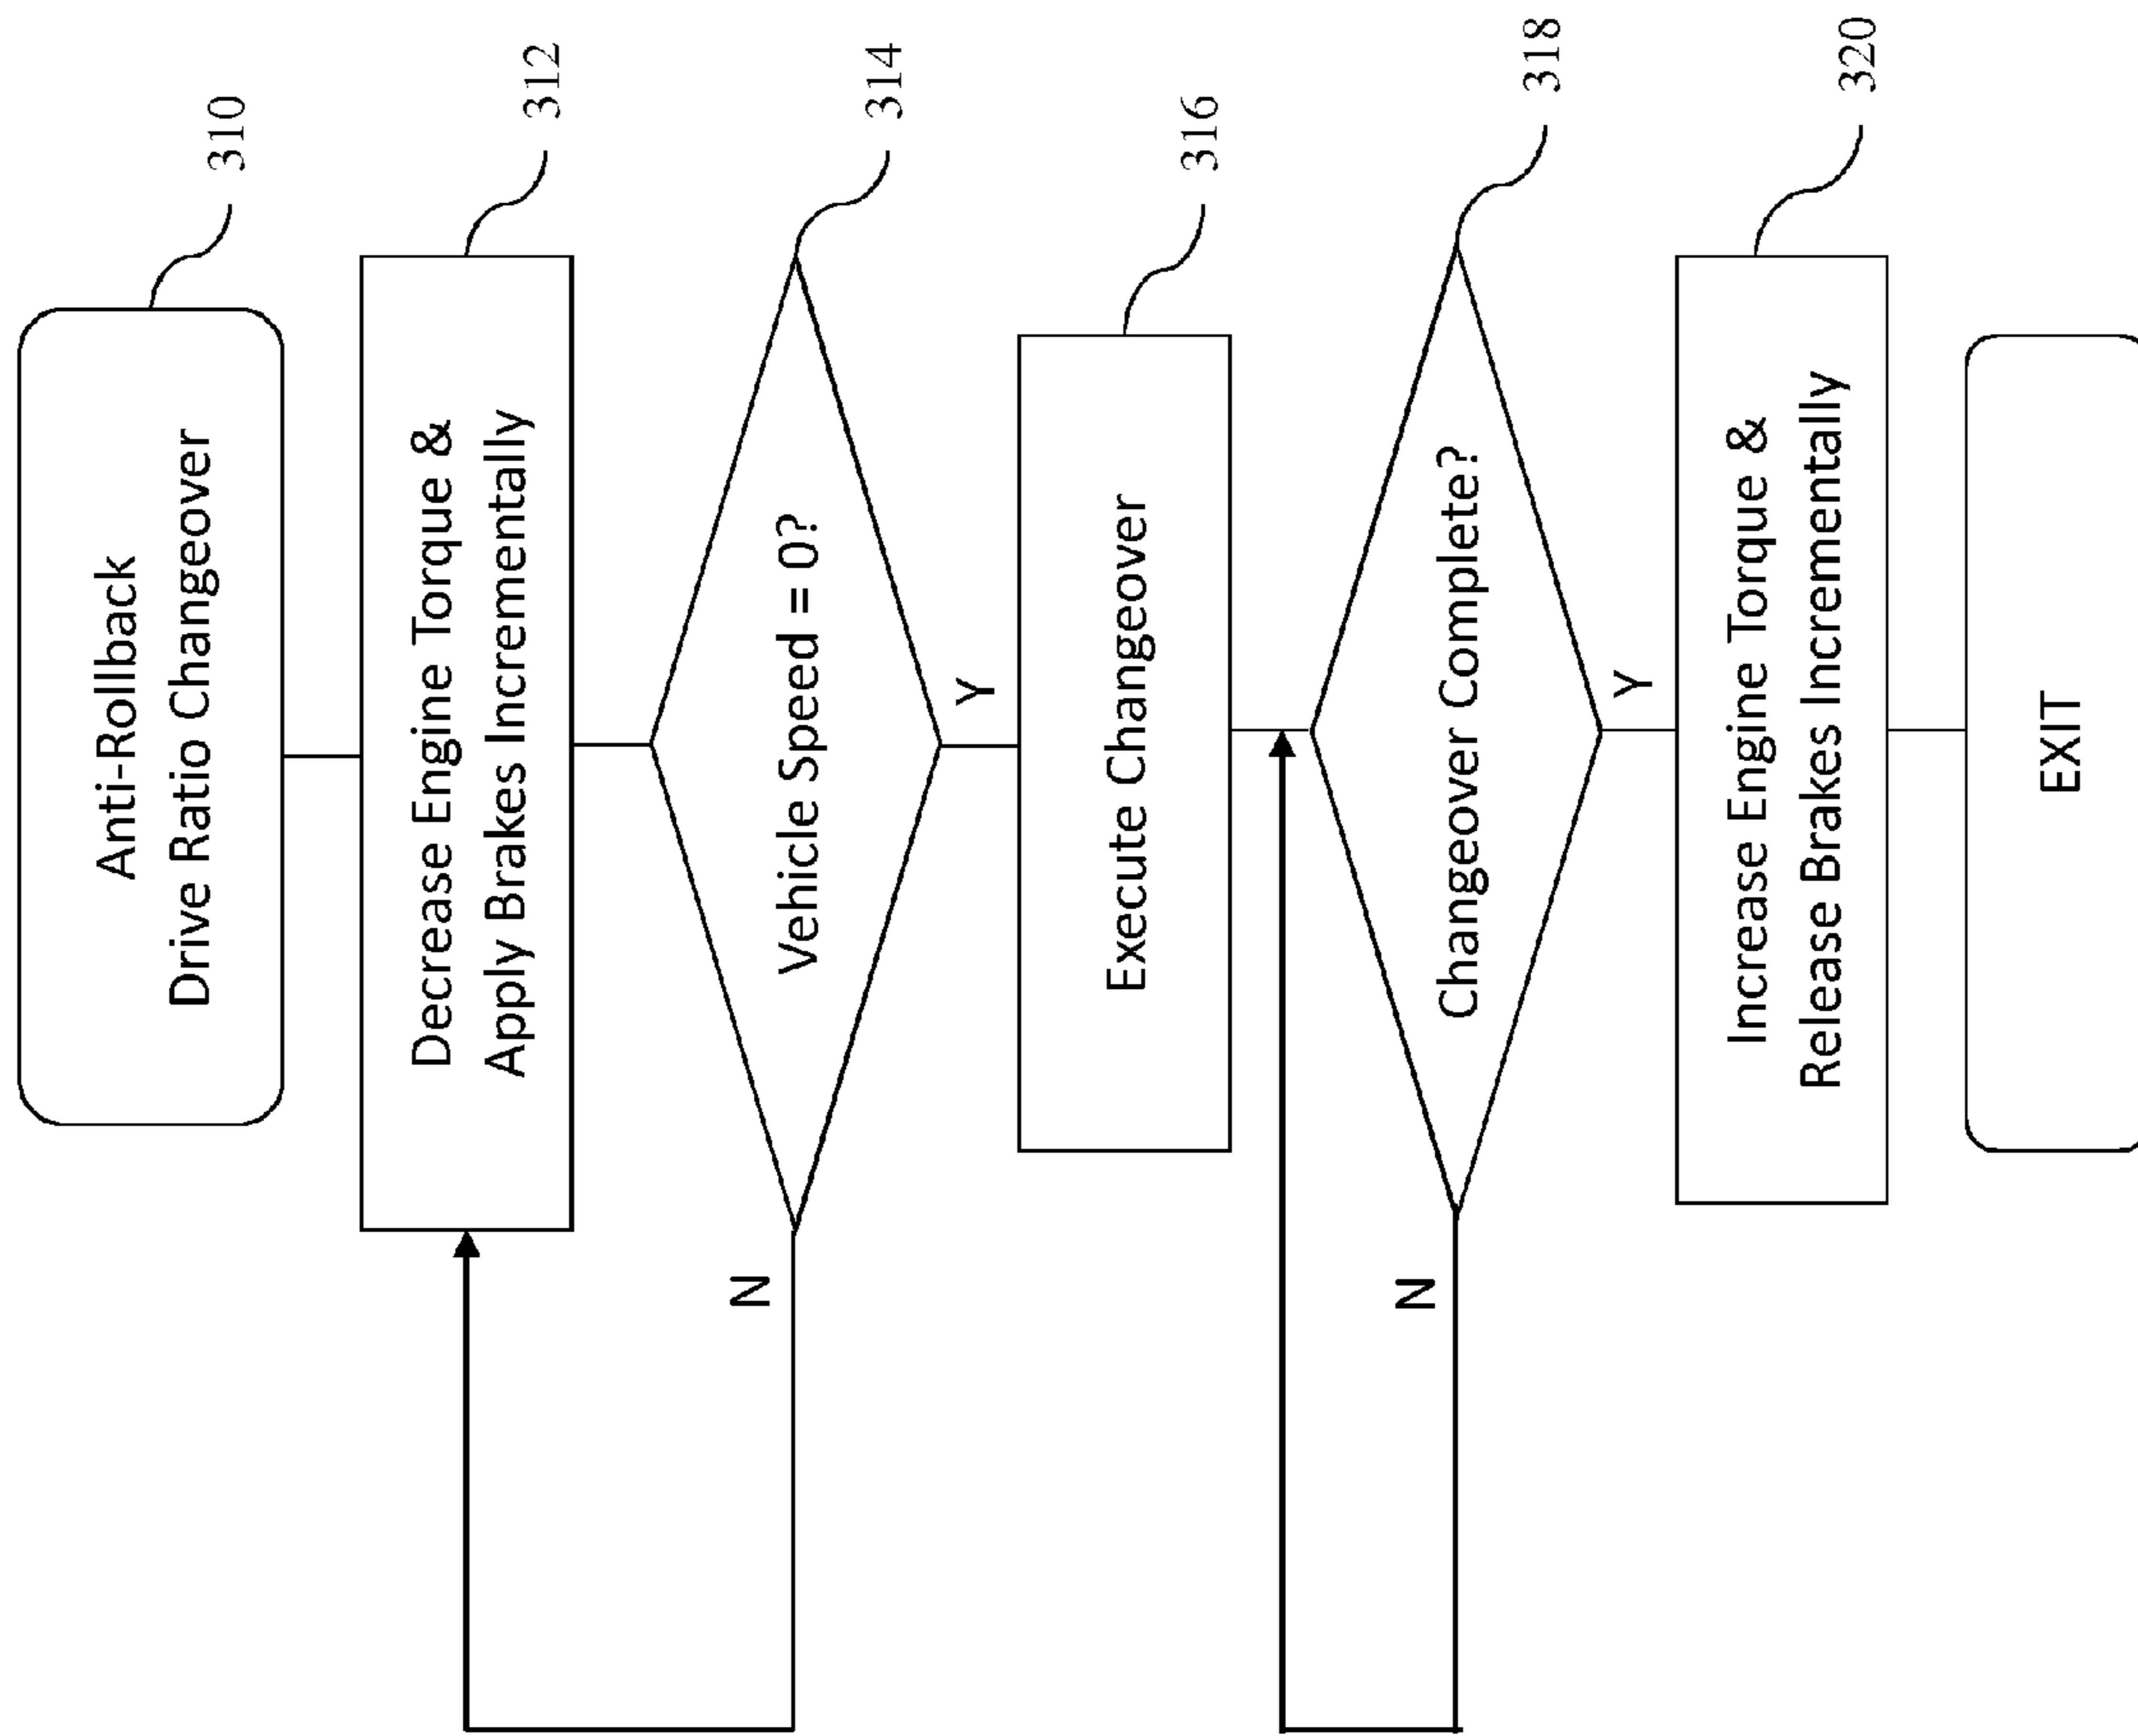 Anti-Rollback
Drive Ratio Changeover
310
Decrease Engine Torque &
Apply Brakes Incrementally
312
Vehicle Speed = 0?
314
N
Y
Execute Changeover
316
Changeover Complete?
318
N
Y
Increase Engine Torque &
Release Brakes Incrementally
320
EXIT